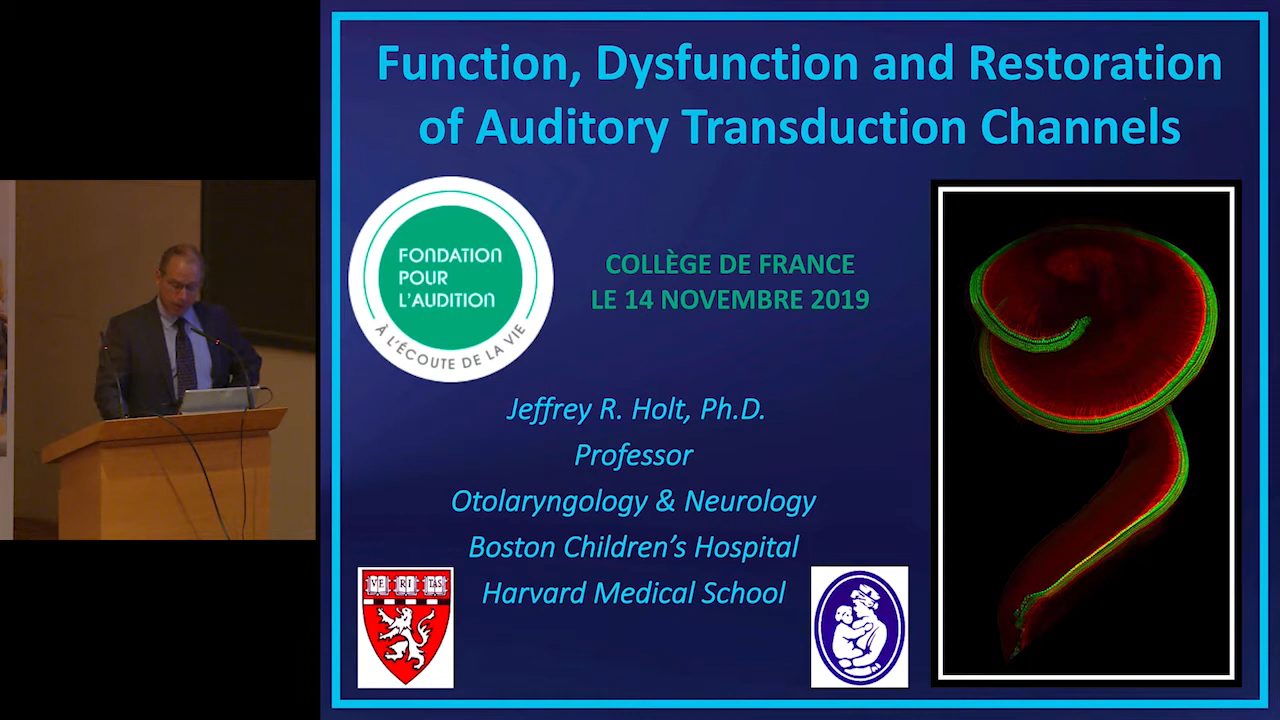 Function, Dysfunction and Restoration
of Auditory Transduction Channels
FONDATION
POUR
L'AUDITION
À L'ÉCOUTE DE LA VIE
COLLÈGE DE FRANCE
LE 14 NOVEMBRE 2019
Jeffrey R. Holt, Ph.D.
Professor
Otolaryngology & Neurology
Boston Children's Hospital
Harvard Medical School
VE RI TAS